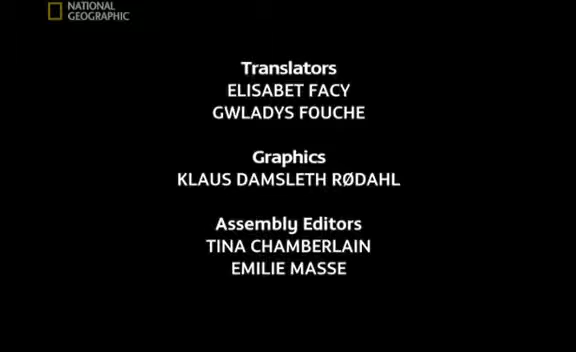 NATIONAL
GEOGRAPHIC
Translators
ELISABET FACY
GWLADYS FOUCHE
Graphics
KLAUS DAMSLETH RØDAHL
Assembly Editors
TINA CHAMBERLAIN
EMILIE MASSE